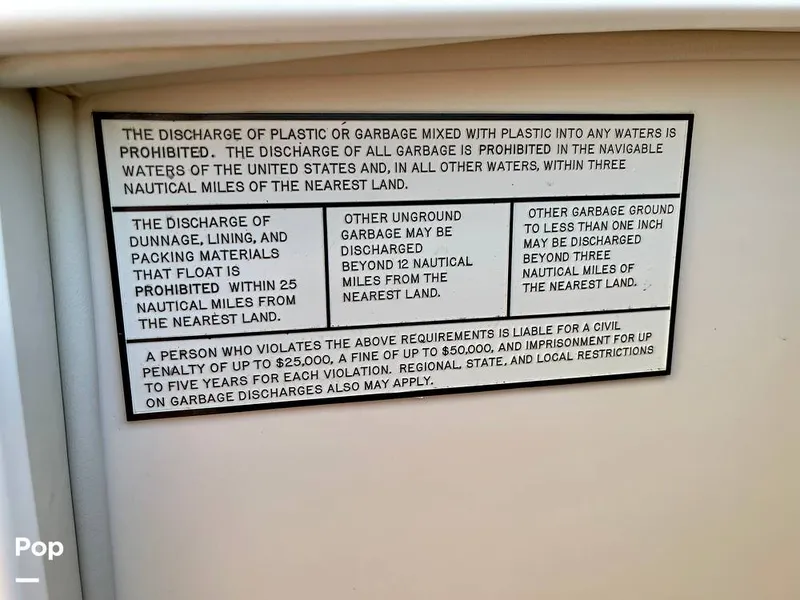 THE DISCHARGE OF PLASTIC OR GARBAGE MIXED WITH PLASTIC INTO ANY WATERS IS
PROHIBITED. THE DISCHARGE OF ALL GARBAGE IS PROHIBITED IN THE NAVIGABLE
WATERS OF THE UNITED STATES AND, IN ALL OTHER WATERS, WITHIN THREE
NAUTICAL MILES OF THE NEAREST LAND.
THE DISCHARGE OF
DUNNAGE, LINING, AND
PACKING MATERIALS
THAT FLOAT IS
PROHIBITED WITHIN 25
NAUTICAL MILES FROM
THE NEAREST LAND.
OTHER UNGROUND
GARBAGE MAY BE
DISCHARGED
BEYOND 12 NAUTICAL
MILES FROM THE
NEAREST LAND.
OTHER GARBAGE GROUND
TO LESS THAN ONE INCH
MAY BE DISCHARGED
BEYOND THREE
NAUTICAL MILES OF
THE NEAREST LAND.
A PERSON WHO VIOLATES THE ABOVE REQUIREMENTS IS LIABLE FOR A CIVIL
PENALTY OF UP TO $25,000, A FINE OF UP TO $50,000, AND IMPRISONMENT FOR UP
TO FIVE YEARS FOR EACH VIOLATION. REGIONAL, STATE, AND LOCAL RESTRICTIONS
ON GARBAGE DISCHARGES ALSO MAY APPLY.
Pop